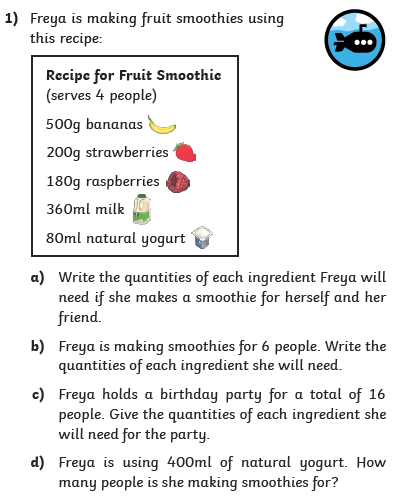 1) Freya is making fruit smoothies using
this recipe:
Recipe for Fruit Smoothie
(serves 4 people)
500g bananas
200g strawberries
180g raspberries
360ml milk
80ml natural yogurt
a) Write the quantities of each ingredient Freya will
need if she makes a smoothie for herself and her
friend.
b) Freya is making smoothies for 6 people. Write the
quantities of each ingredient she will need.
c) Freya holds a birthday party for a total of 16
people. Give the quantities of each ingredient she
will need for the party.
d) Freya is using 400ml of natural yogurt. How
many people is she making smoothies for?